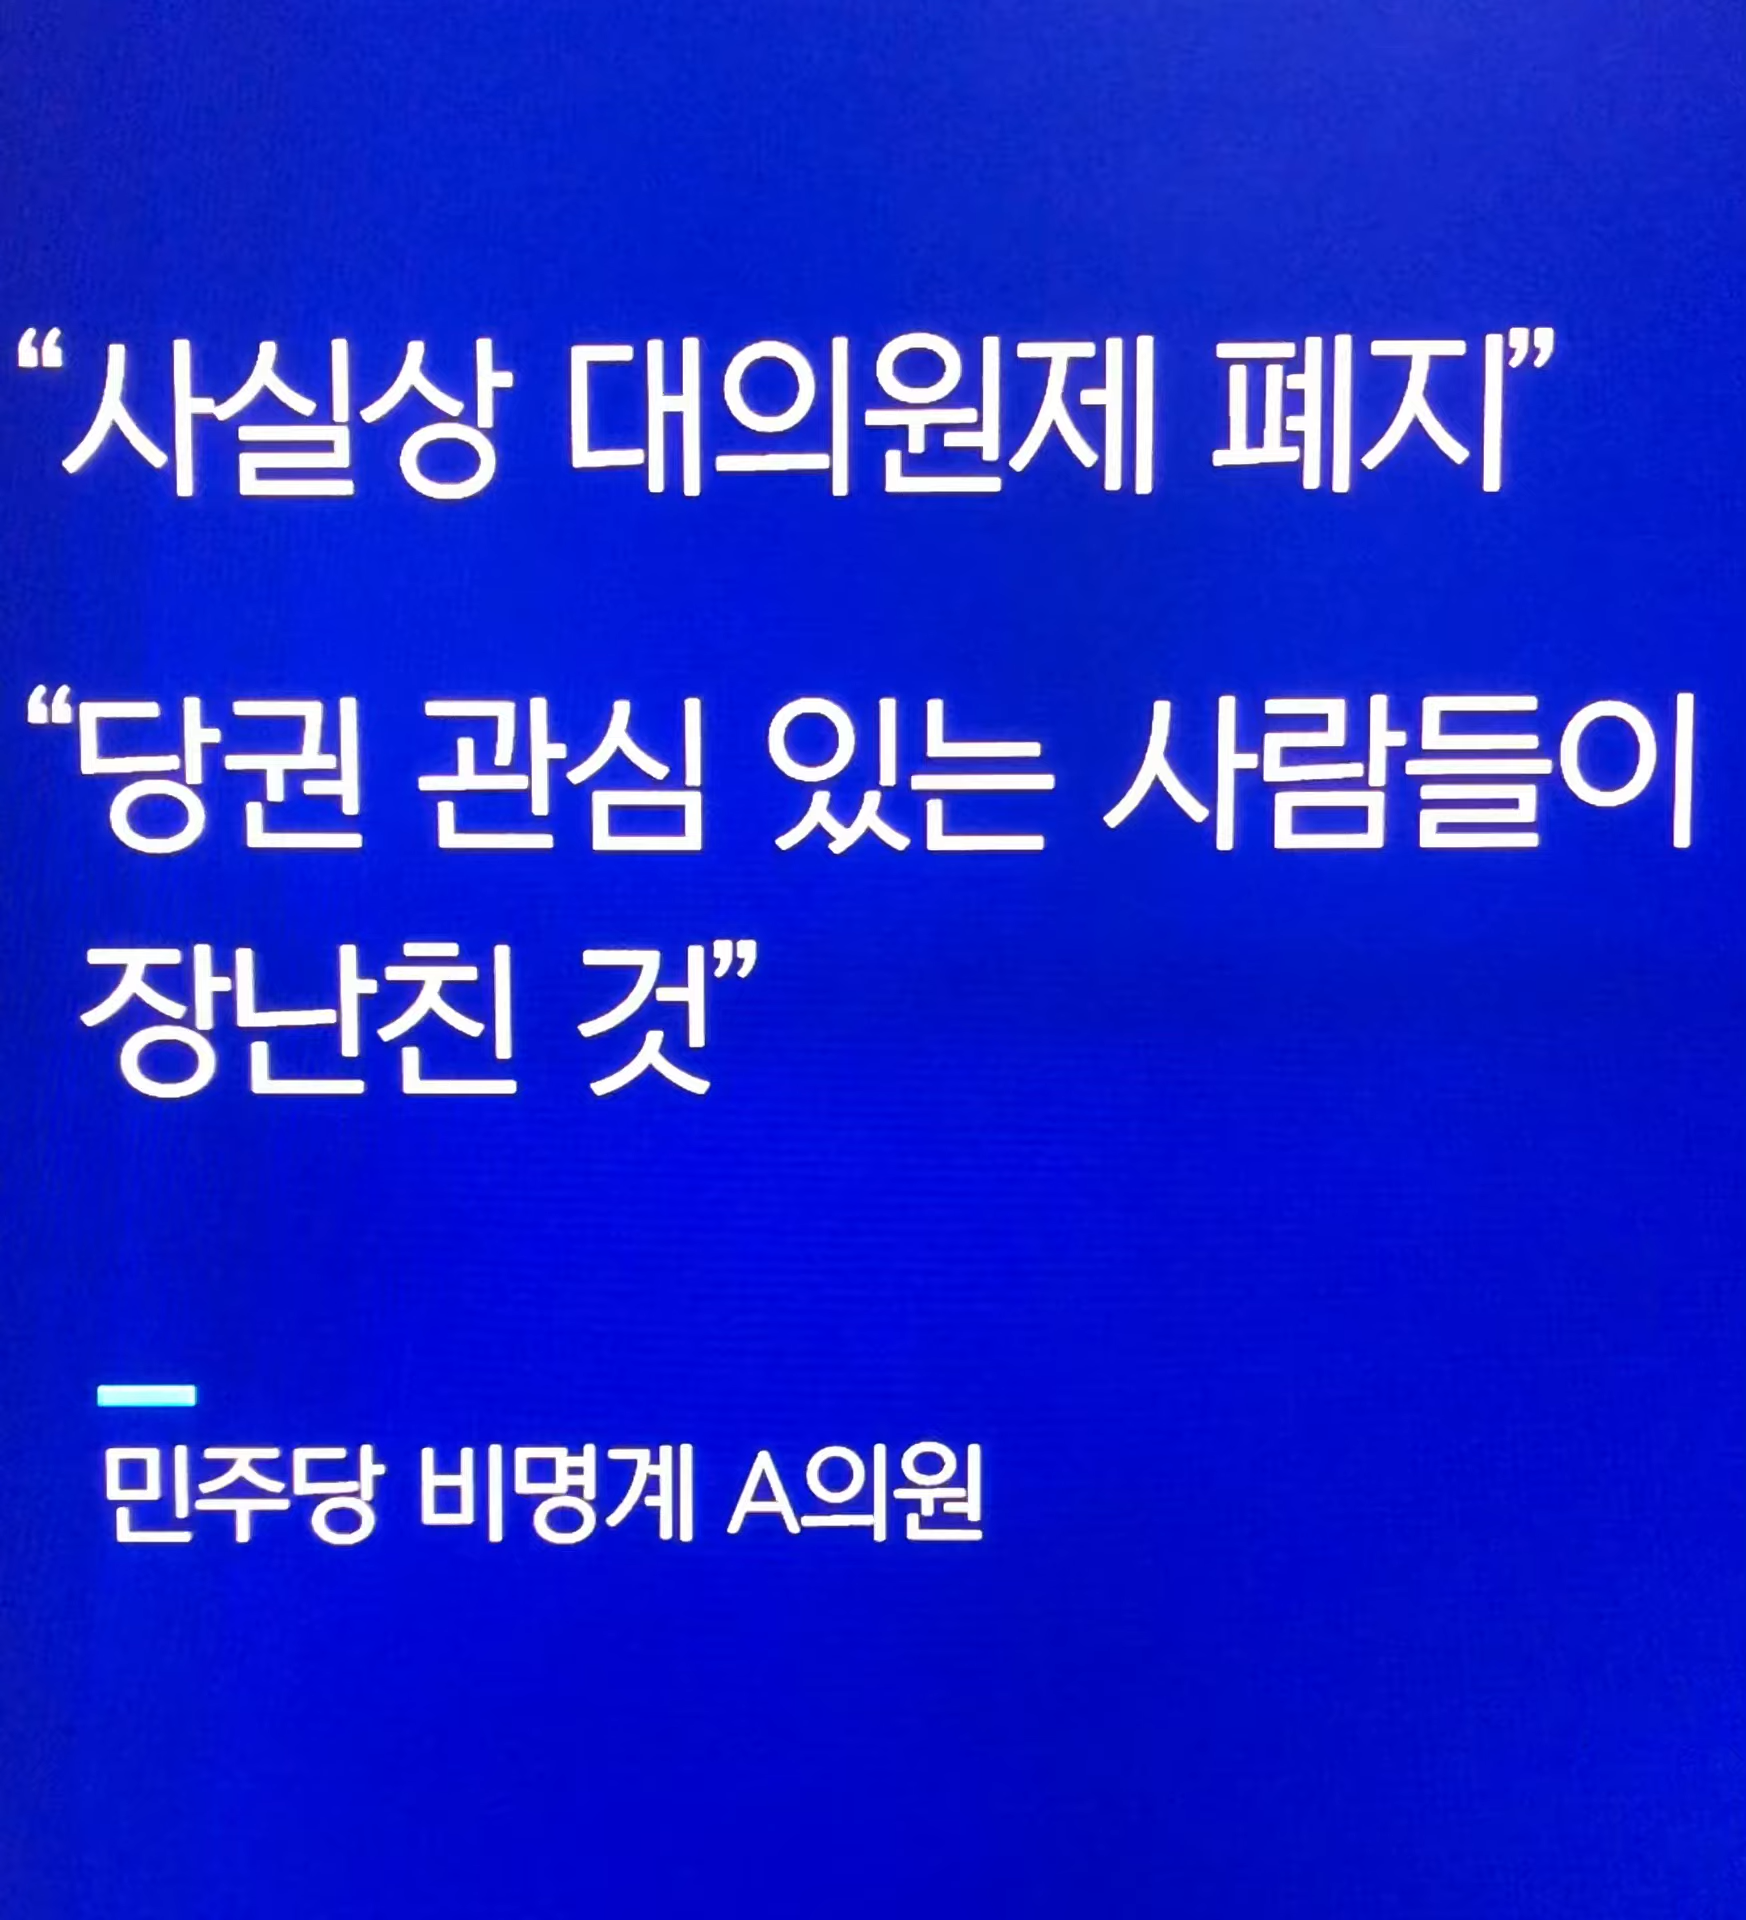 “사실상 대의원제 폐지”
“당권 관심 있는 사람들이
장난친 것”
민주당 비명계 A의원